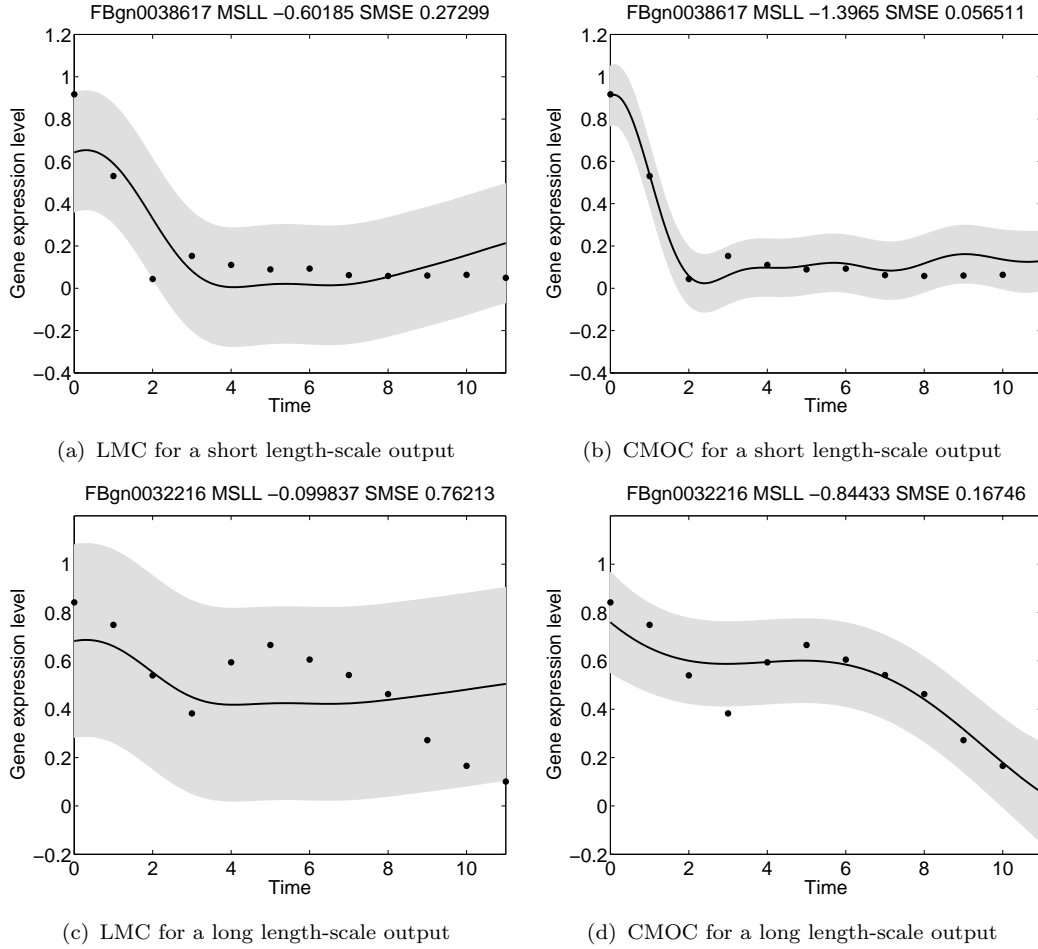 FBgn0038617 MSLL −0.60185 SMSE 0.27299
1.2
1
0.8
0.6
0.4
0.2
0
−0.2
−0.4
Gene expression level
0 2 4 6 8 10
Time
(a) LMC for a short length-scale output
FBgn0038617 MSLL −1.3965 SMSE 0.056511
1.2
1
0.8
0.6
0.4
0.2
0
−0.2
−0.4
Gene expression level
0 2 4 6 8 10
Time
(b) CMOC for a short length-scale output
FBgn0032216 MSLL −0.099837 SMSE 0.76213
1
0.8
0.6
0.4
0.2
0
−0.2
Gene expression level
0 2 4 6 8 10
Time
(c) LMC for a long length-scale output
FBgn0032216 MSLL −0.84433 SMSE 0.16746
1
0.8
0.6
0.4
0.2
0
−0.2
Gene expression level
0 2 4 6 8 10
Time
(d) CMOC for a long length-scale output